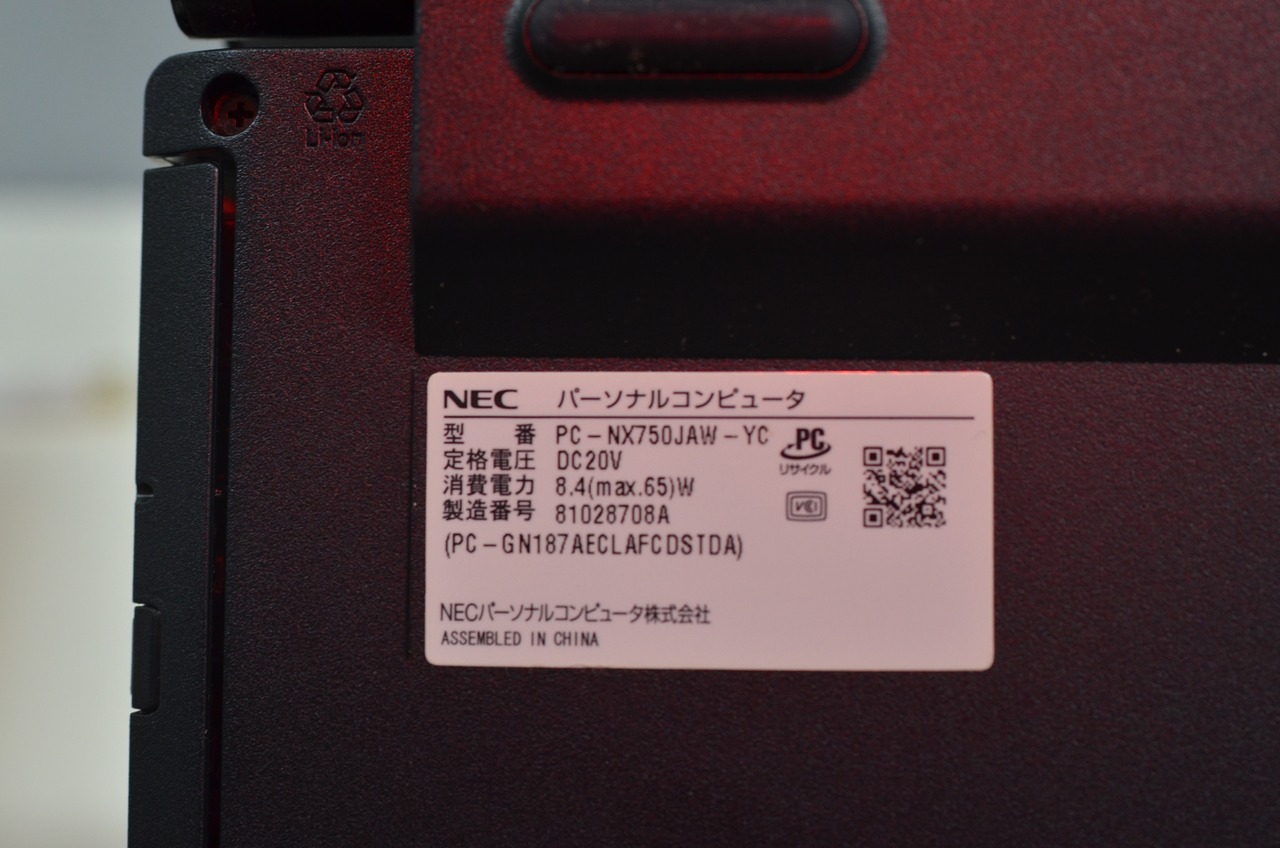 Li-ion
NEC パーソナルコンピュータ
型 番 PC-NX750JAW-YC
PC
リサイクル
定格電圧 DC20V
消費電力 8.4(max.65)W
VCI
製造番号 81028708A
(PC-GN187AECLAFCDSTDA)
NECパーソナルコンピュータ株式会社
ASSEMBLED IN CHINA